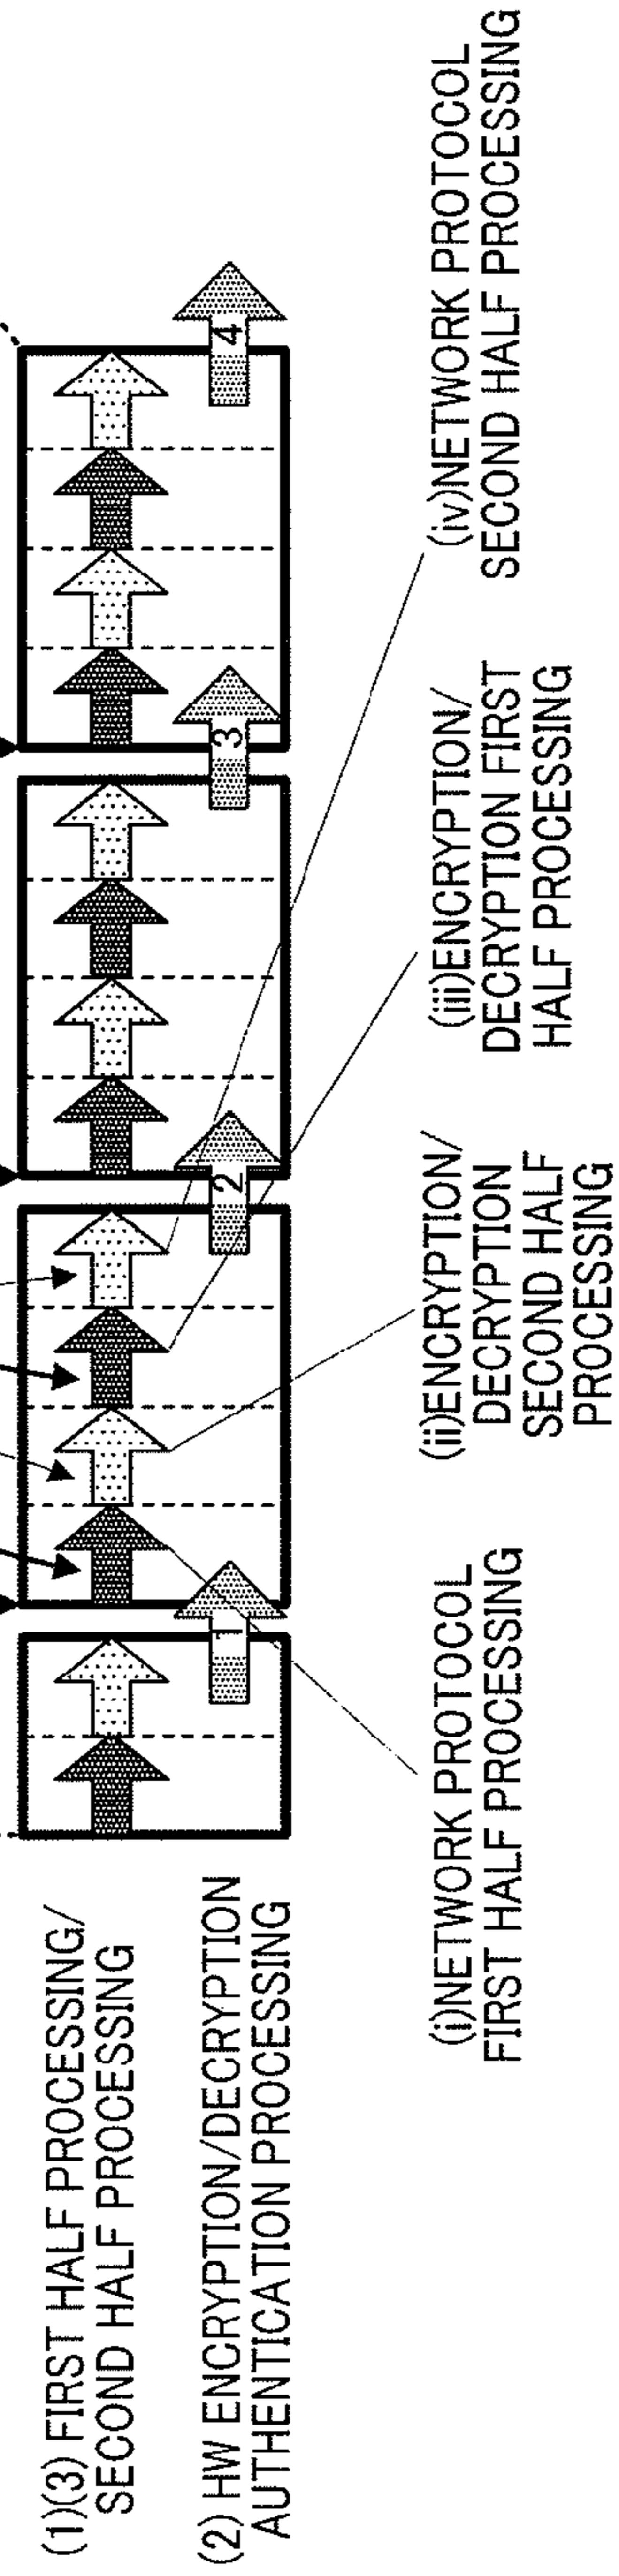 (1)(3) FIRST HALF PROCESSING/
SECOND HALF PROCESSING
(2) HW ENCRYPTION/DECRYPTION
AUTHENTICATION PROCESSING
1
2
3
4
(i)NETWORK PROTOCOL
FIRST HALF PROCESSING
(ii)ENCRYPTION/
DECRYPTION
SECOND HALF
PROCESSING
(iii)ENCRYPTION/
DECRYPTION FIRST
HALF PROCESSING
(iv)NETWORK PROTOCOL
SECOND HALF PROCESSING